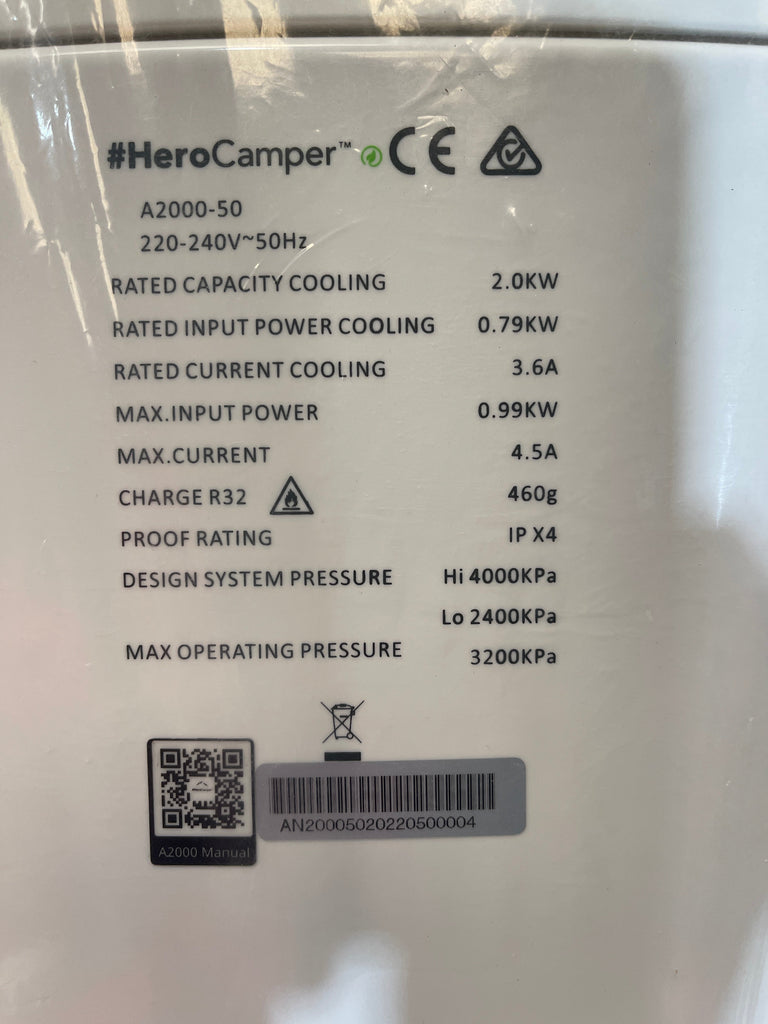 #HeroCamper™ CE
A2000-50
220-240V~50Hz
RATED CAPACITY COOLING 2.0KW
RATED INPUT POWER COOLING 0.79KW
RATED CURRENT COOLING 3.6A
MAX.INPUT POWER 0.99KW
MAX.CURRENT 4.5A
CHARGE R32 460g
PROOF RATING IP X4
DESIGN SYSTEM PRESSURE Hi 4000KPa
Lo 2400KPa
MAX OPERATING PRESSURE 3200KPa
AN20005020220500004
A2000 Manual